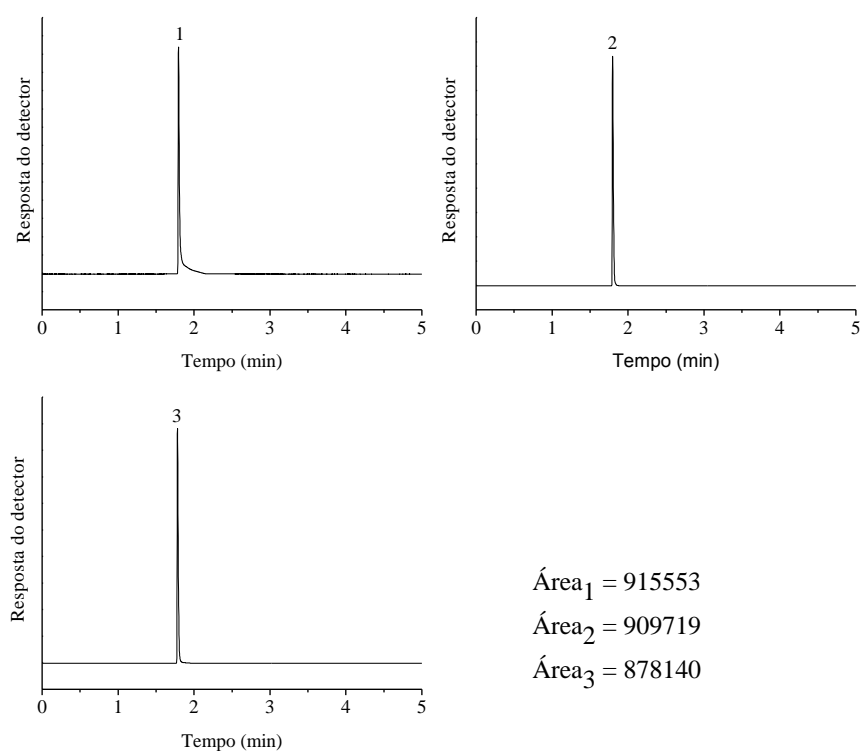 1
Resposta do detector
0 1 2 3 4 5
Tempo (min)
2
Resposta do detector
0 1 2 3 4 5
Tempo (min)
3
Resposta do detector
0 1 2 3 4 5
Tempo (min)
Área1 = 915553
Área2 = 909719
Área3 = 878140